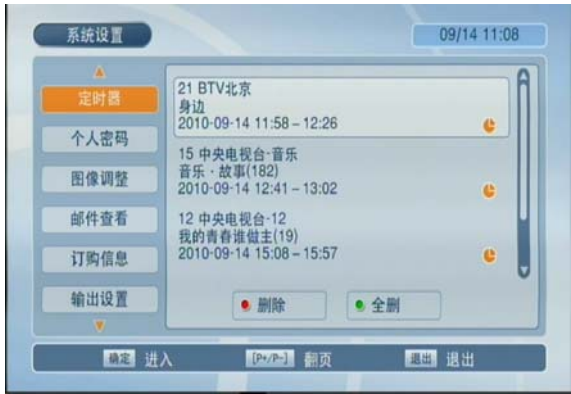 系统设置
09/14 11:08
定时器
个人密码
图像调整
邮件查看
订购信息
输出设置
21 BTV北京
身边
2010-09-14 11:58 – 12:26
15 中央电视台-音乐
音乐 · 故事(182)
2010-09-14 12:41 – 13:02
12 中央电视台-12
我的青春谁做主(19)
2010-09-14 15:08 – 15:57
删除
全删
确定 进入
[P+/P-] 翻页
退出 退出